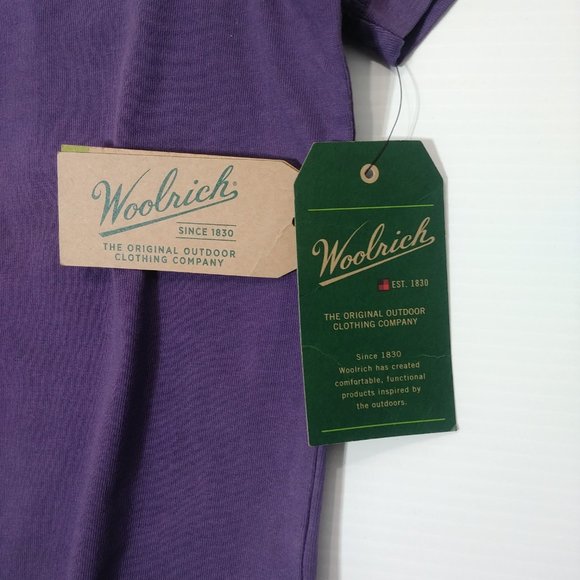 Woolrich®
SINCE 1830
THE ORIGINAL OUTDOOR
CLOTHING COMPANY
Woolrich
EST. 1830
THE ORIGINAL OUTDOOR
CLOTHING COMPANY
Since 1830
Woolrich has created
comfortable, functional
products inspired by
the outdoors.